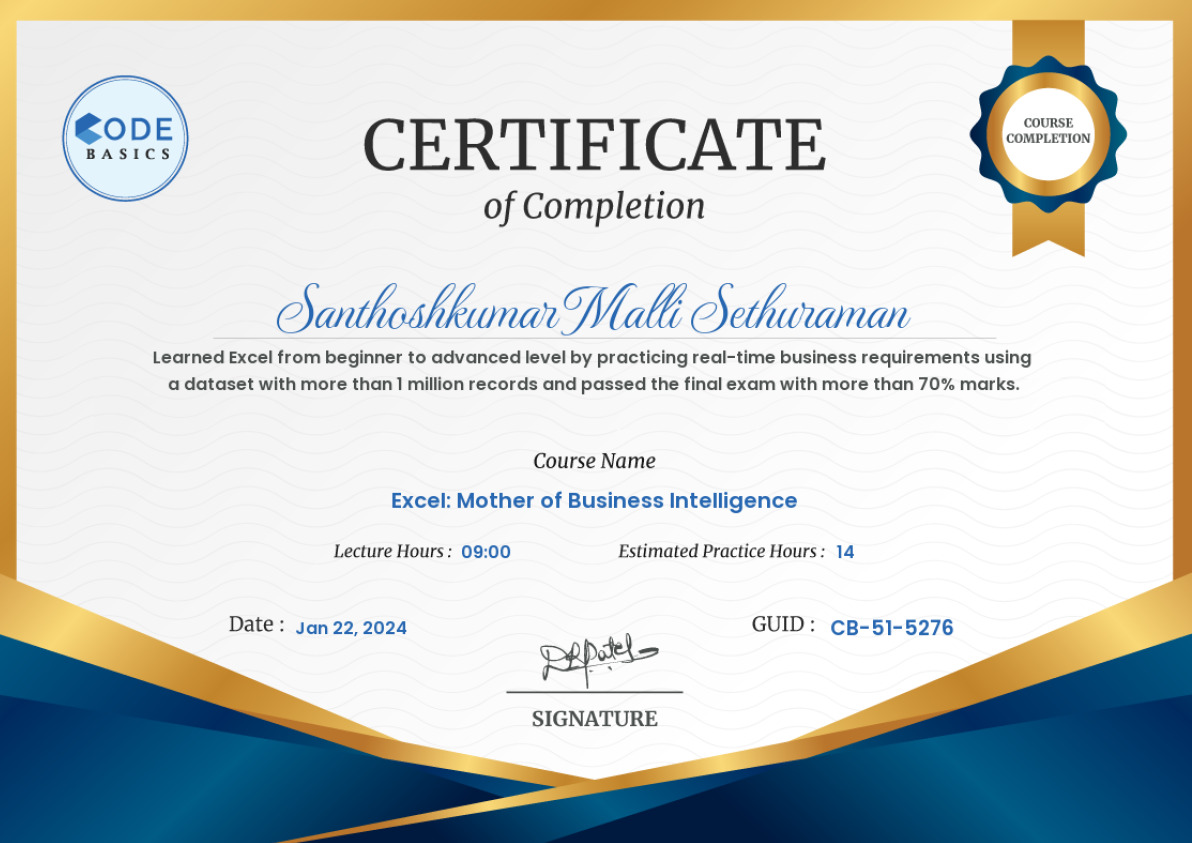 CODE
BASICS
COURSE
COMPLETION
CERTIFICATE
of Completion
Santhoshkumar Malli Sethuraman
Learned Excel from beginner to advanced level by practicing real-time business requirements using
a dataset with more than 1 million records and passed the final exam with more than 70% marks.
Course Name
Excel: Mother of Business Intelligence
Lecture Hours : 09:00 Estimated Practice Hours : 14
Date : Jan 22, 2024 GUID : CB-51-5276
DBPatel
SIGNATURE